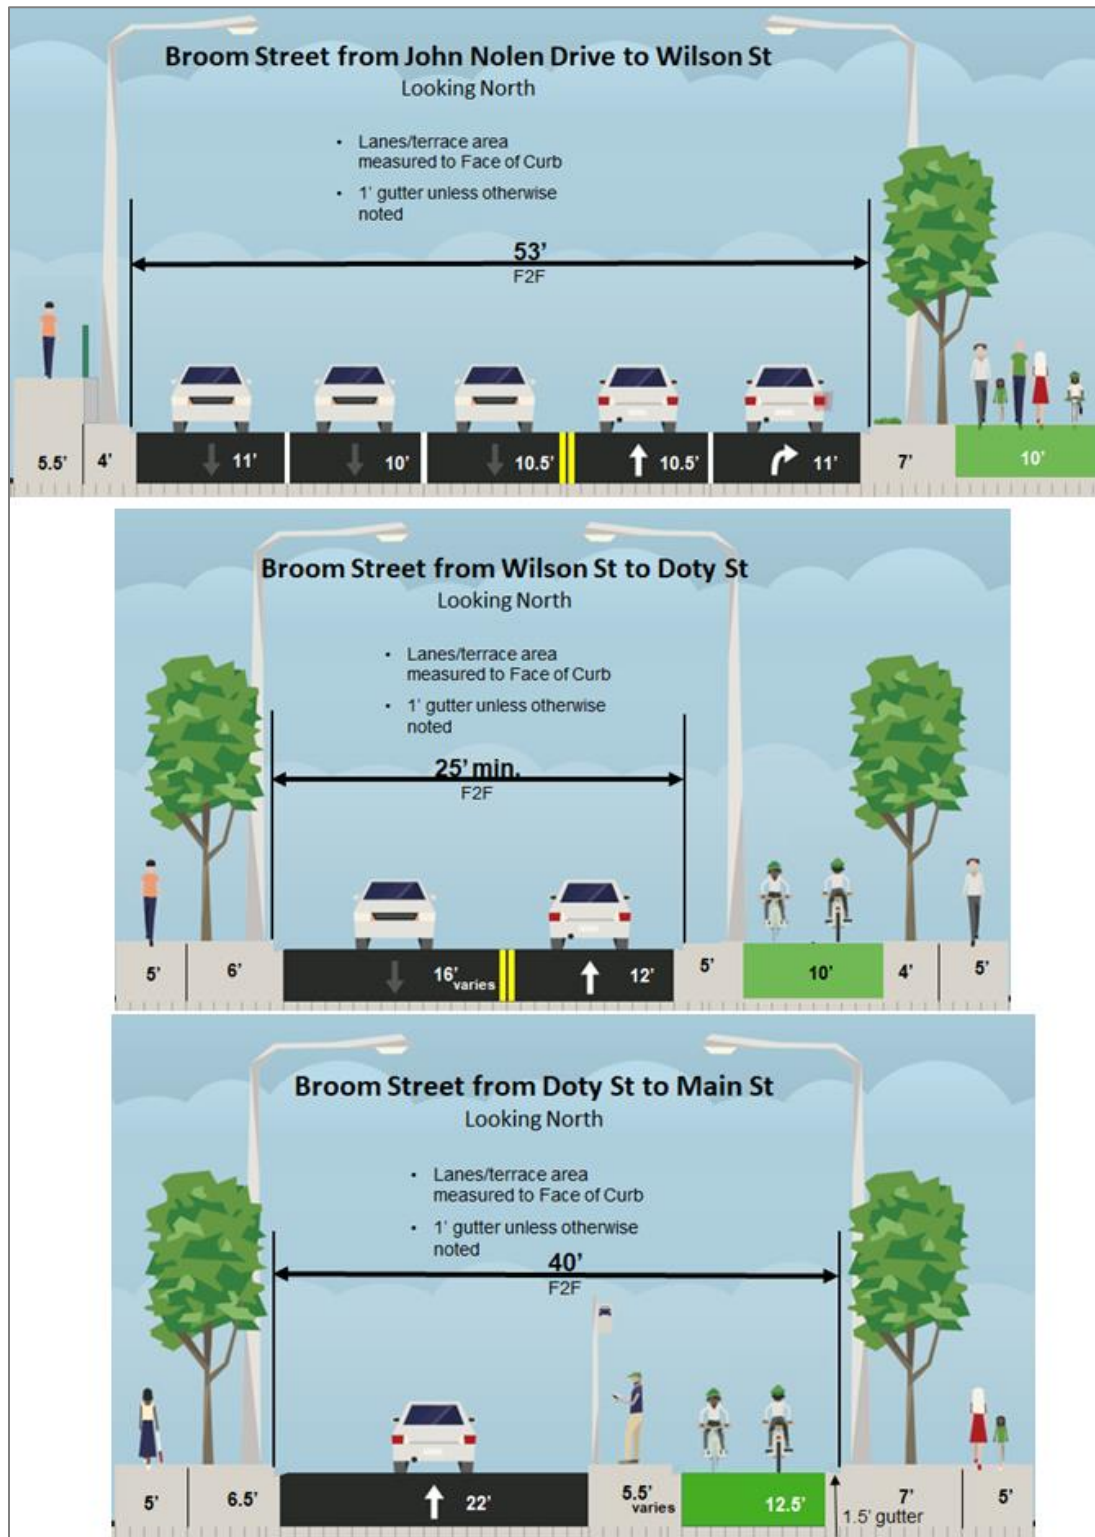 Broom Street from John Nolen Drive to Wilson St
Looking North
• Lanes/terrace area
measured to Face of Curb
• 1' gutter unless otherwise
noted
53'
F2F
5.5' 4' 11' 10' 10.5' 10.5' 11' 7' 10'
Broom Street from Wilson St to Doty St
Looking North
• Lanes/terrace area
measured to Face of Curb
• 1' gutter unless otherwise
noted
25' min.
F2F
5' 6' 16' varies 12' 5' 10' 4' 5'
Broom Street from Doty St to Main St
Looking North
• Lanes/terrace area
measured to Face of Curb
• 1' gutter unless otherwise
noted
40'
F2F
5' 6.5' 22' 5.5' varies 12.5' 7' 5'
1.5' gutter